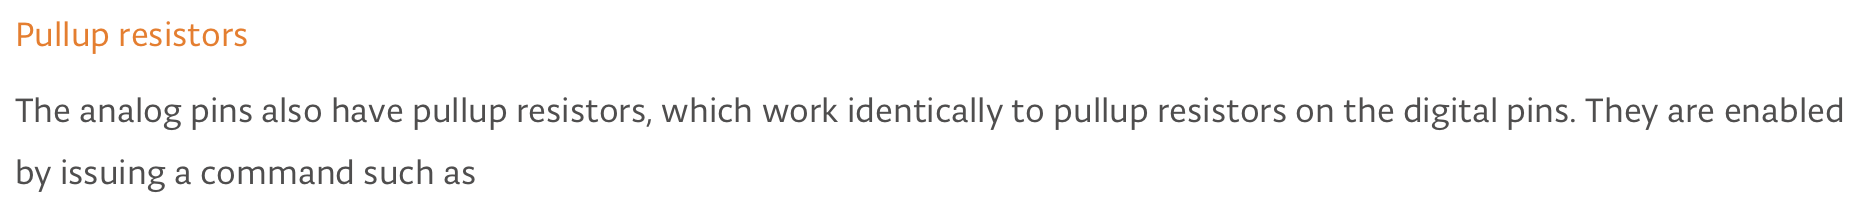 Pullup resistors
The analog pins also have pullup resistors, which work identically to pullup resistors on the digital pins. They are enabled
by issuing a command such as